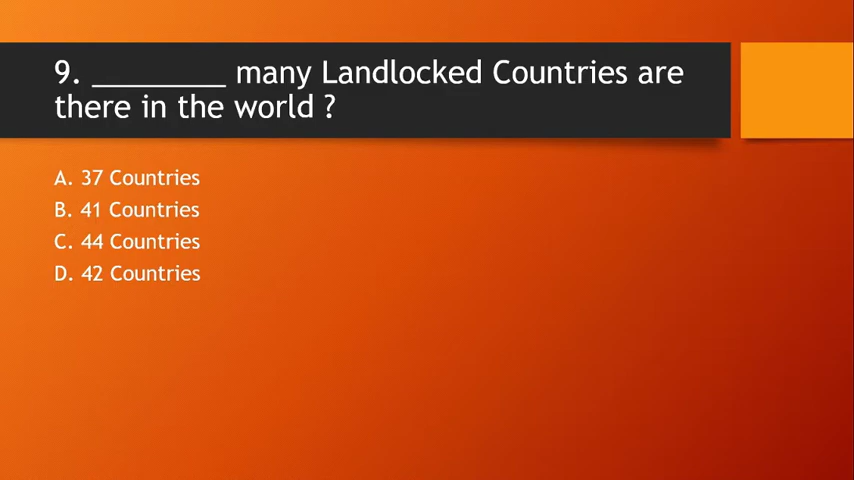 9. ________ many Landlocked Countries are
there in the world ?
A. 37 Countries
B. 41 Countries
C. 44 Countries
D. 42 Countries